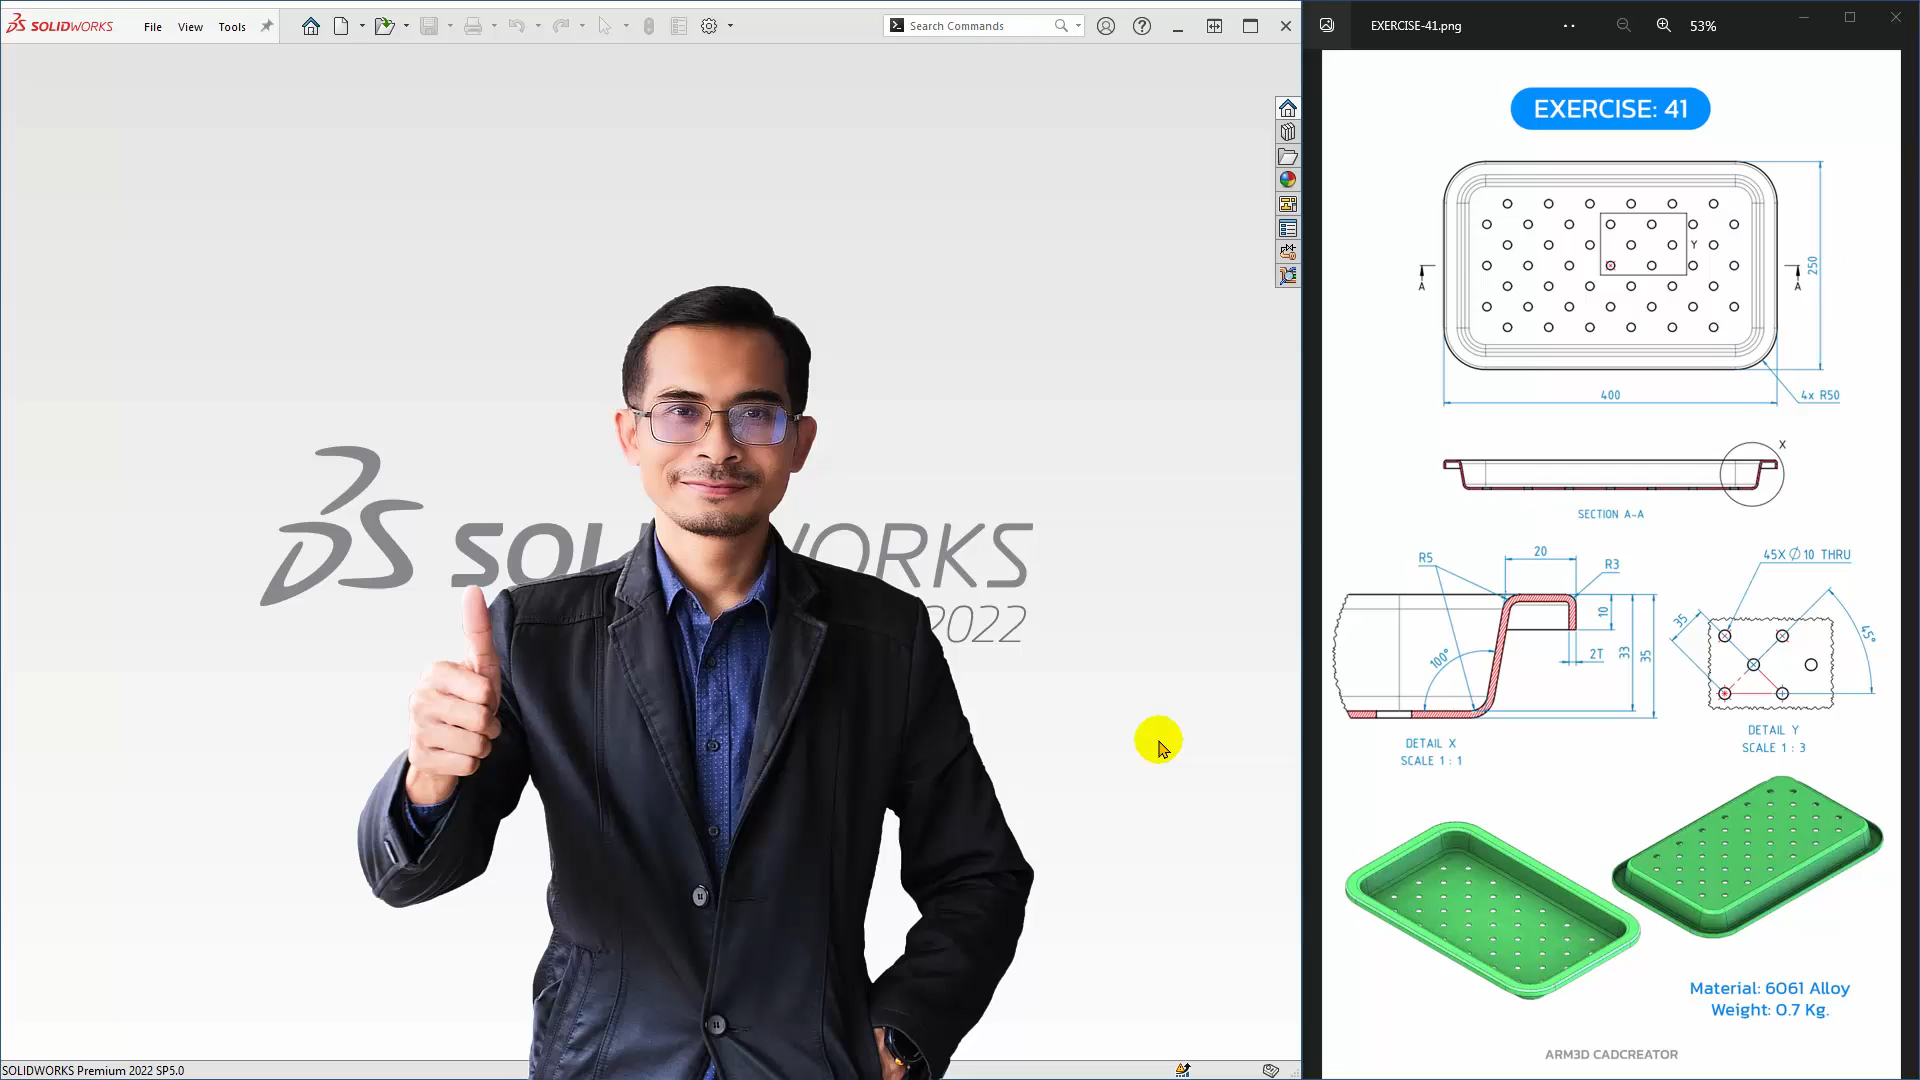 SOLIDWORKS
File
View
Tools
Search Commands
EXERCISE-41.png
53%
EXERCISE: 41
Y
A
A
250
400
4x R50
X
SECTION A-A
R5
20
R3
10
2T
33
35
100°
DETAIL X
SCALE 1 : 1
45X ∅ 10 THRU
35
45°
DETAIL Y
SCALE 1 : 3
SOL
ORKS
2022
Material: 6061 Alloy
Weight: 0.7 Kg.
ARM3D CADCREATOR
SOLIDWORKS Premium 2022 SP5.0